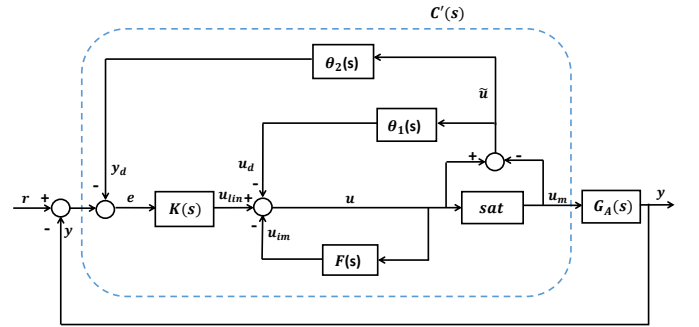 C′(s)
θ₂(s)
ũ
θ₁(s)
u_d
y_d
+ -
-
-
r + e K(s) u_lin + u sat u_m G_A(s) y
- y
- u_im
F(s)